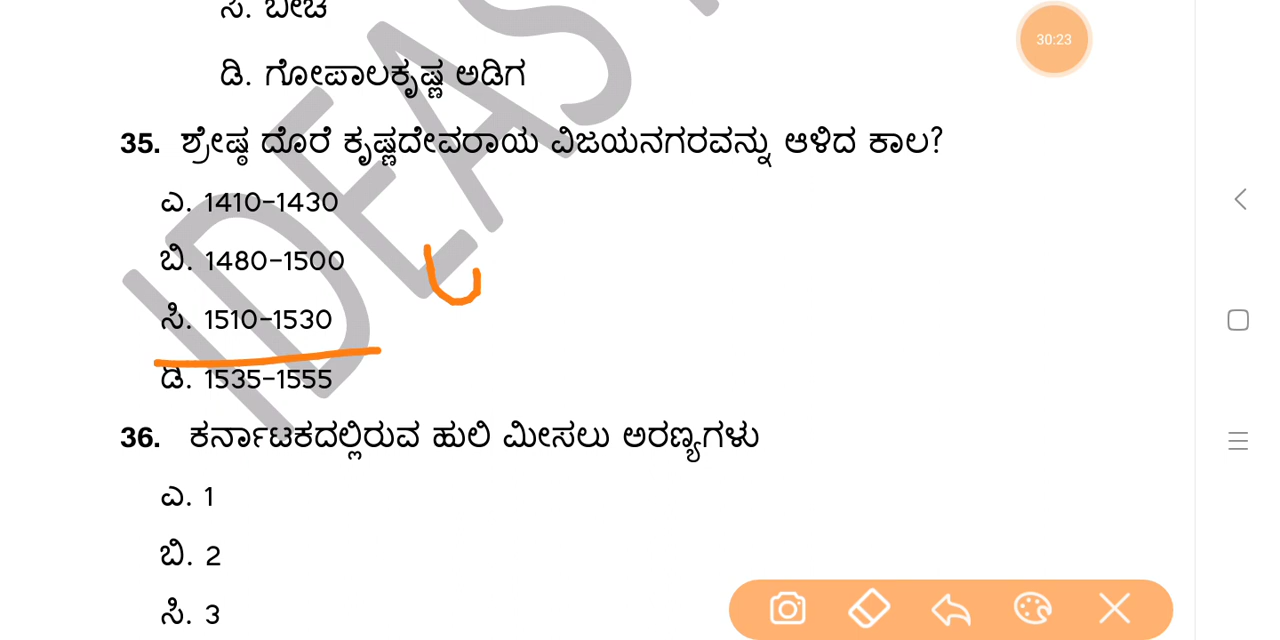 ಸಿ. ಬೀಚಿ
30:23
ಡಿ. ಗೋಪಾಲಕೃಷ್ಣ ಅಡಿಗ
35. ಶ್ರೇಷ್ಠ ದೊರೆ ಕೃಷ್ಣದೇವರಾಯ ವಿಜಯನಗರವನ್ನು ಆಳಿದ ಕಾಲ?
ಎ. 1410-1430
ಬಿ. 1480-1500
ಸಿ. 1510-1530
ಡಿ. 1535-1555
36. ಕರ್ನಾಟಕದಲ್ಲಿರುವ ಹುಲಿ ಮೀಸಲು ಅರಣ್ಯಗಳು
ಎ. 1
ಬಿ. 2
ಸಿ. 3
IDEAS